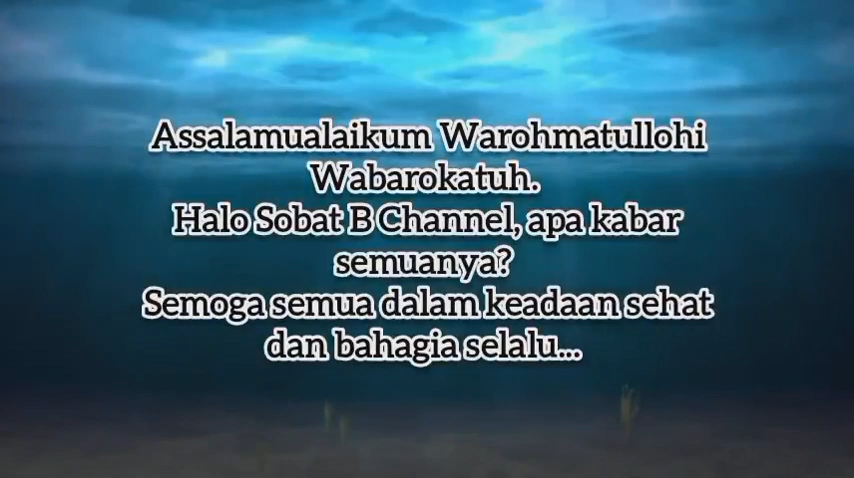 Assalamualaikum Warohmatullohi
Wabarokatuh.
Halo Sobat B Channel, apa kabar
semuanya?
Semoga semua dalam keadaan sehat
dan bahagia selalu...